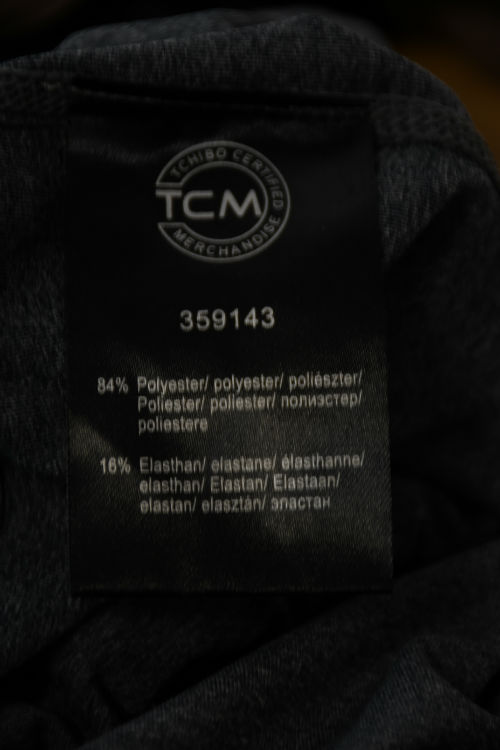 TCHIBO CERTIFIED
TCM
MERCHANDISE
359143
84% Polyester/ polyester/ poliészter/
Poliester/ poliester/ полиэстер/
poliestere
16% Elasthan/ elastane/ élasthanne/
elasthan/ Elastan/ Elastaan/
elastan/ elasztán/ эластан